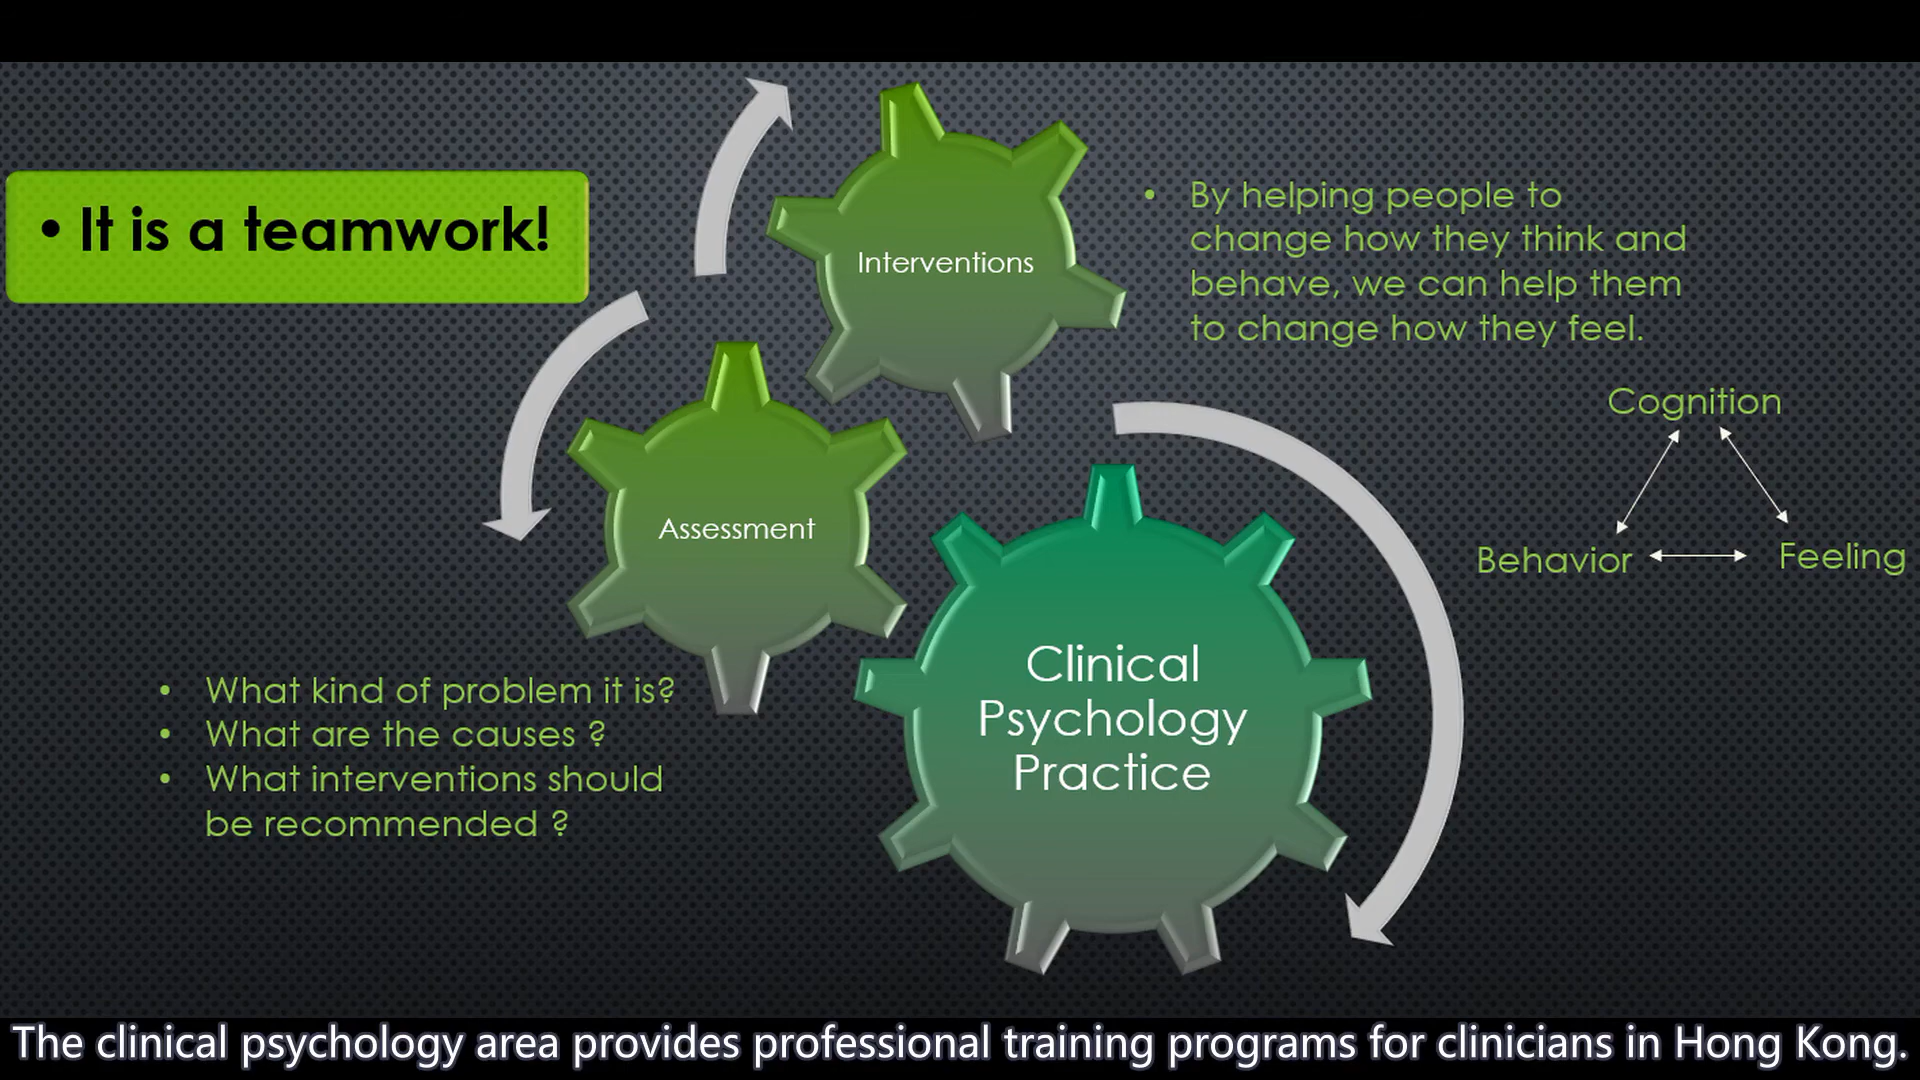 • It is a teamwork!
Interventions
• By helping people to
change how they think and
behave, we can help them
to change how they feel.
Cognition
Behavior
Feeling
Assessment
Clinical
Psychology
Practice
• What kind of problem it is?
• What are the causes ?
• What interventions should
be recommended ?
The clinical psychology area provides professional training programs for clinicians in Hong Kong.